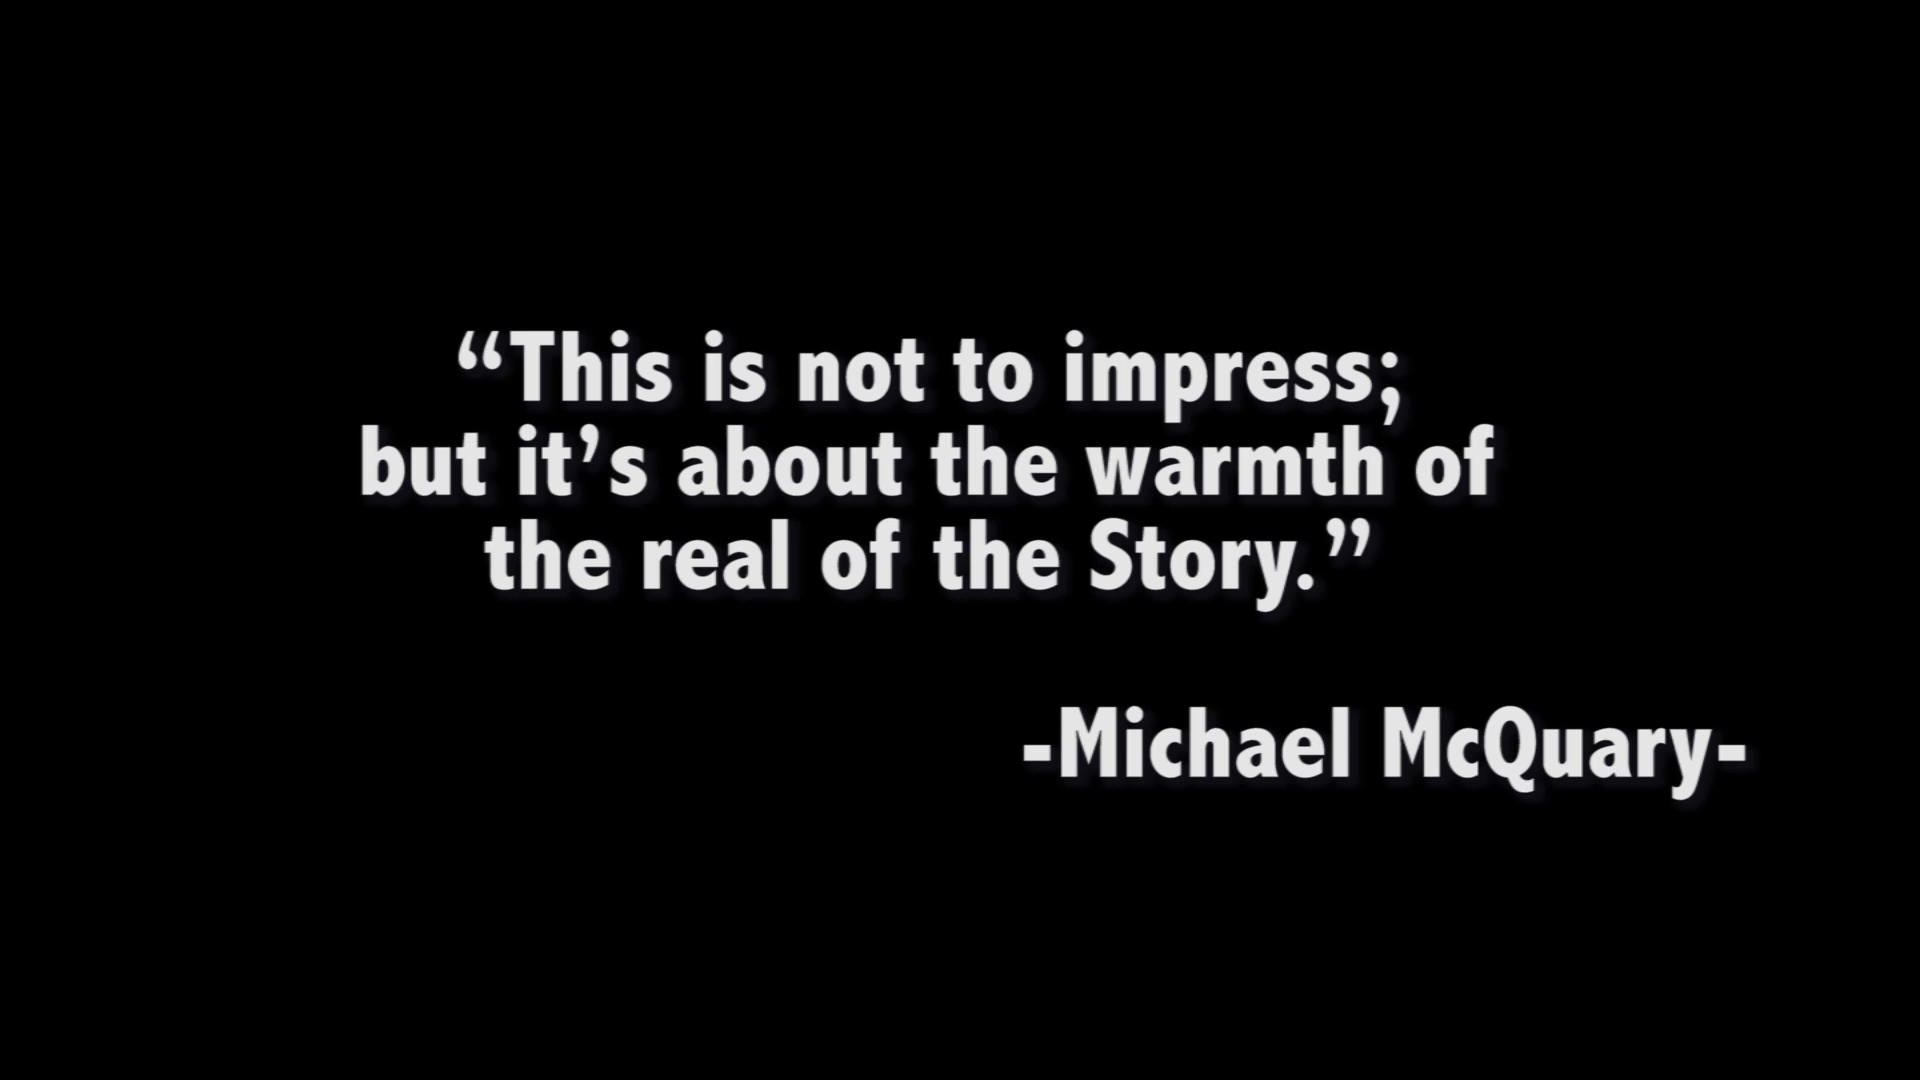 “This is not to impress;
but it’s about the warmth of
the real of the Story.”
-Michael McQuary-